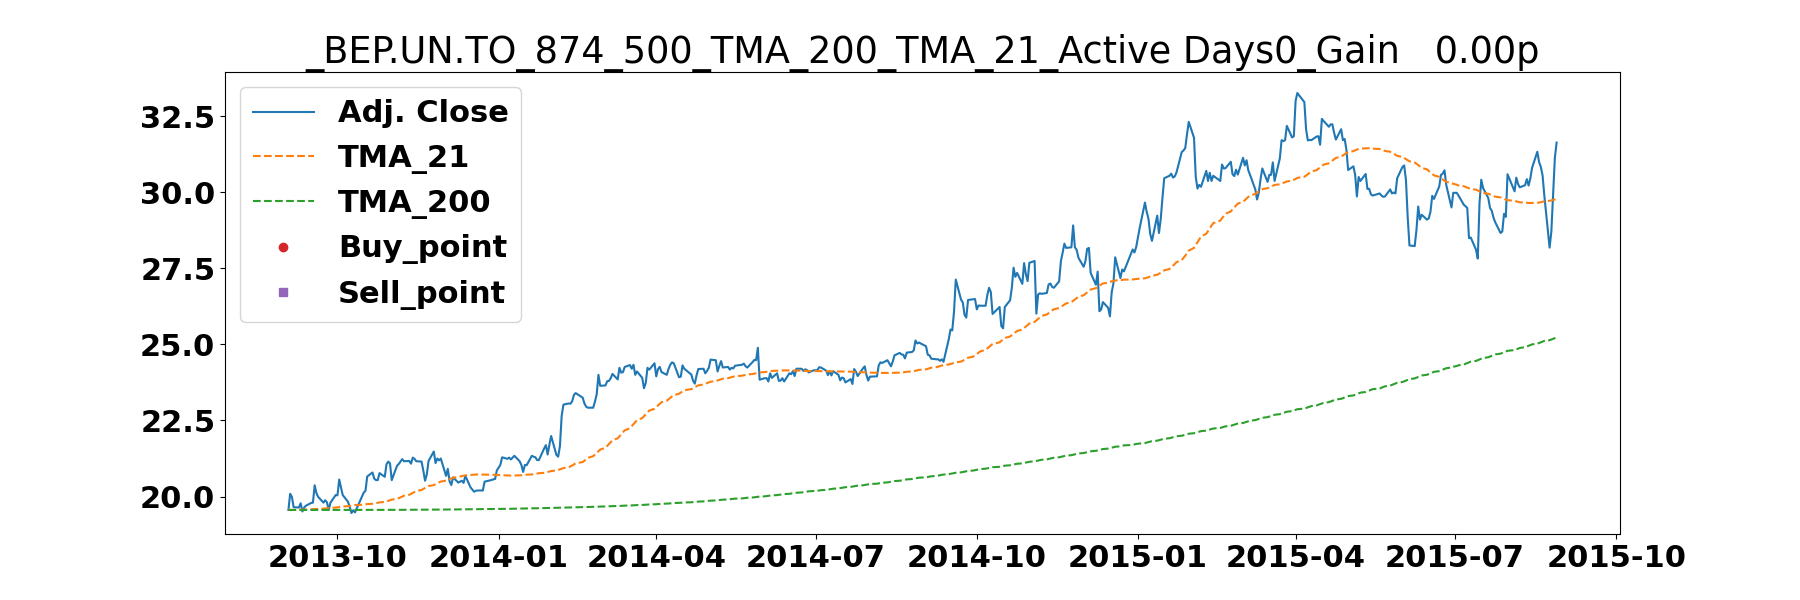 _BEP.UN.TO_874_500_TMA_200_TMA_21_Active Days0_Gain   0.00p
Adj. Close
TMA_21
TMA_200
Buy_point
Sell_point
32.5
30.0
27.5
25.0
22.5
20.0
2013-10 2014-01 2014-04 2014-07 2014-10 2015-01 2015-04 2015-07 2015-10